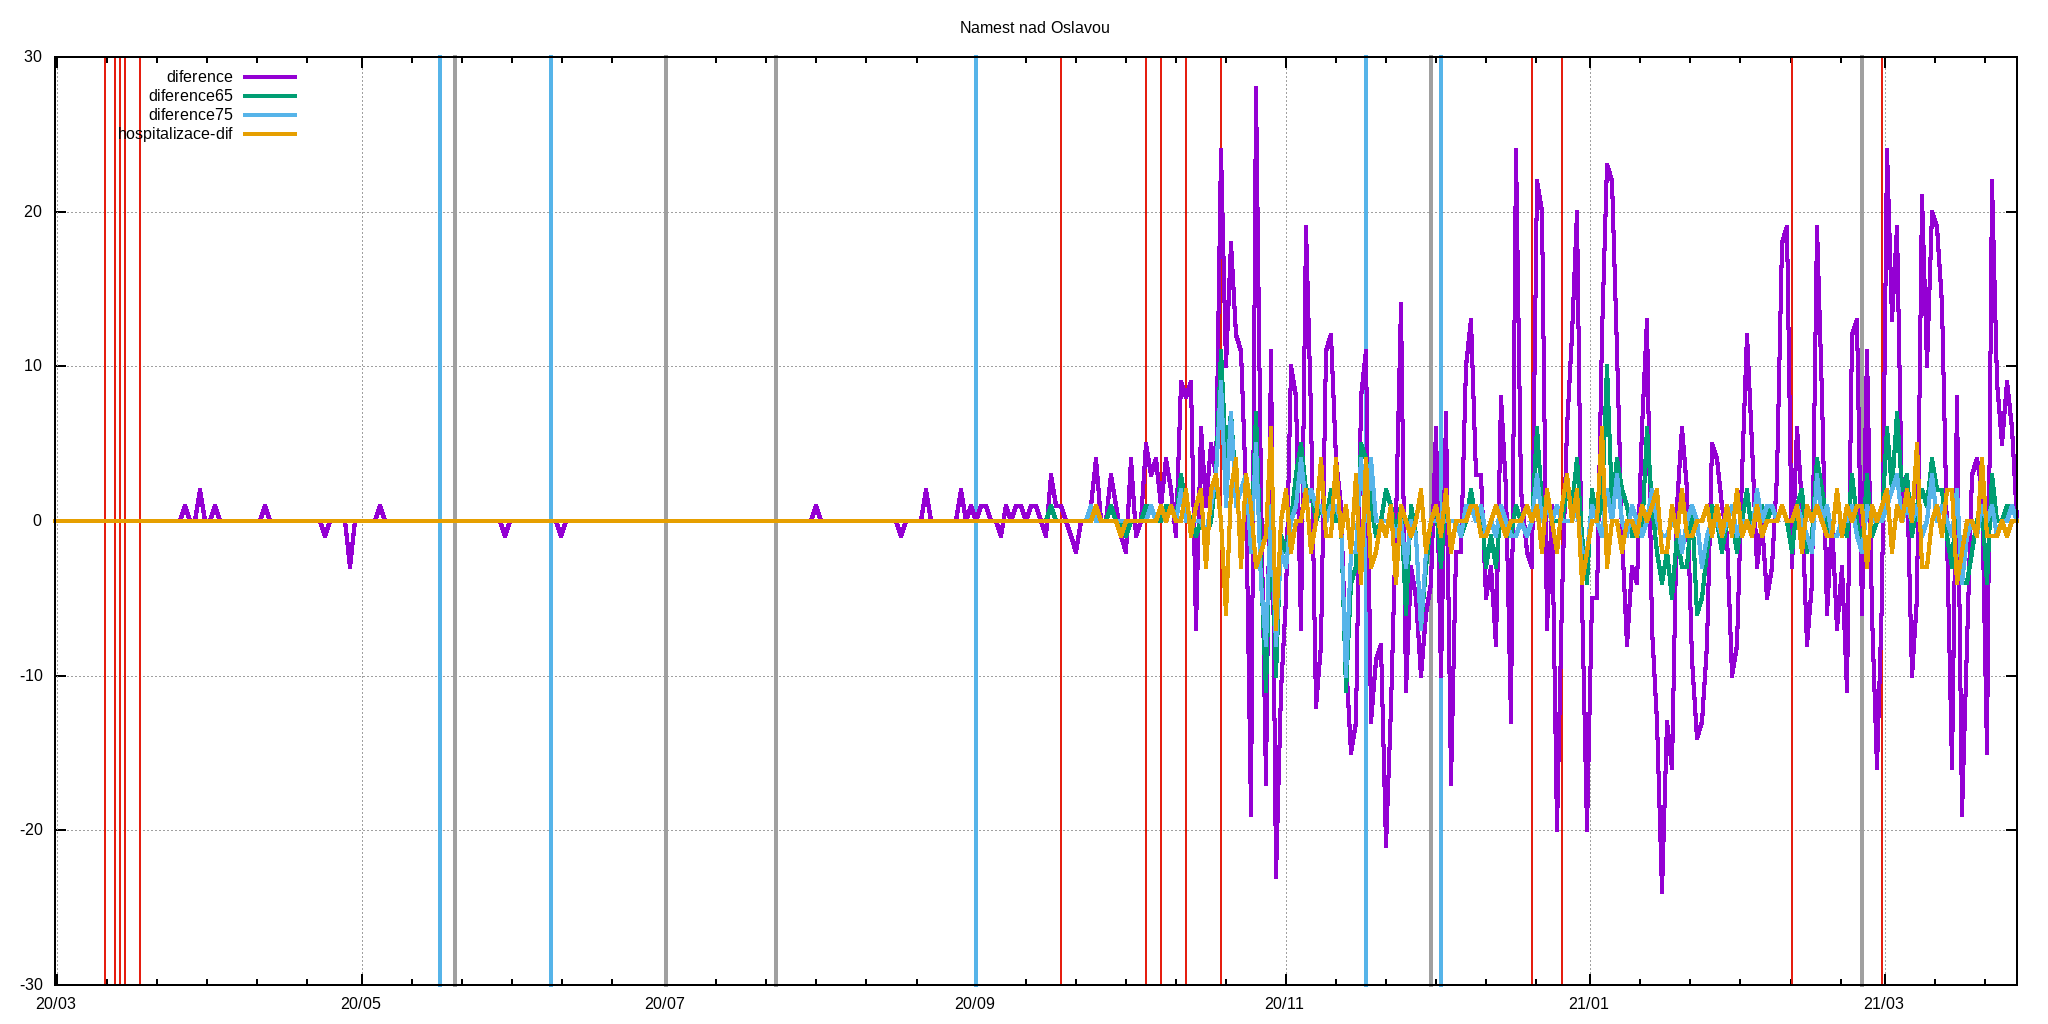 Namest nad Oslavou
30
20
10
0
-10
-20
-30
diference
diference65
diference75
hospitalizace-dif
20/03
20/05
20/07
20/09
20/11
21/01
21/03